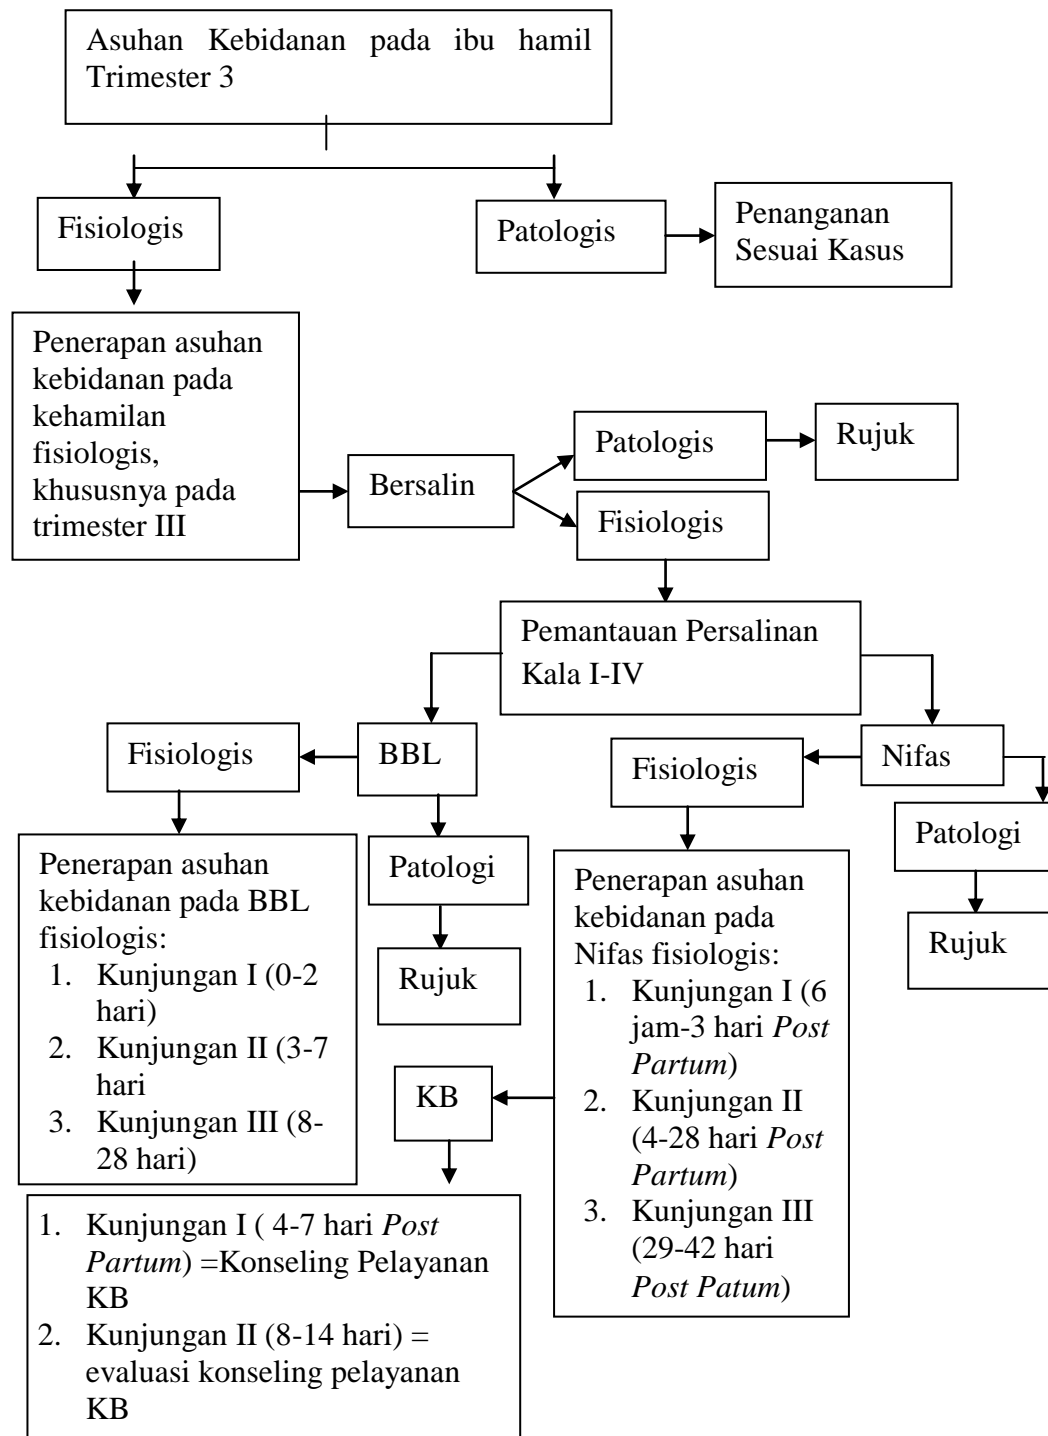 Asuhan Kebidanan pada ibu hamil
Trimester 3
Fisiologis
Patologis
Penanganan
Sesuai Kasus
Penerapan asuhan
kebidanan pada
kehamilan
fisiologis,
khususnya pada
trimester III
Bersalin
Patologis
Rujuk
Fisiologis
Pemantauan Persalinan
Kala I-IV
Fisiologis
BBL
Fisiologis
Nifas
Patologi
Rujuk
Penerapan asuhan
kebidanan pada BBL
fisiologis:
1. Kunjungan I (0-2
hari)
2. Kunjungan II (3-7
hari
3. Kunjungan III (8-
28 hari)
Patologi
Rujuk
Penerapan asuhan
kebidanan pada
Nifas fisiologis:
1. Kunjungan I (6
jam-3 hari Post
Partum)
2. Kunjungan II
(4-28 hari Post
Partum)
3. Kunjungan III
(29-42 hari
Post Patum)
KB
1. Kunjungan I ( 4-7 hari Post
Partum) =Konseling Pelayanan
KB
2. Kunjungan II (8-14 hari) =
evaluasi konseling pelayanan
KB